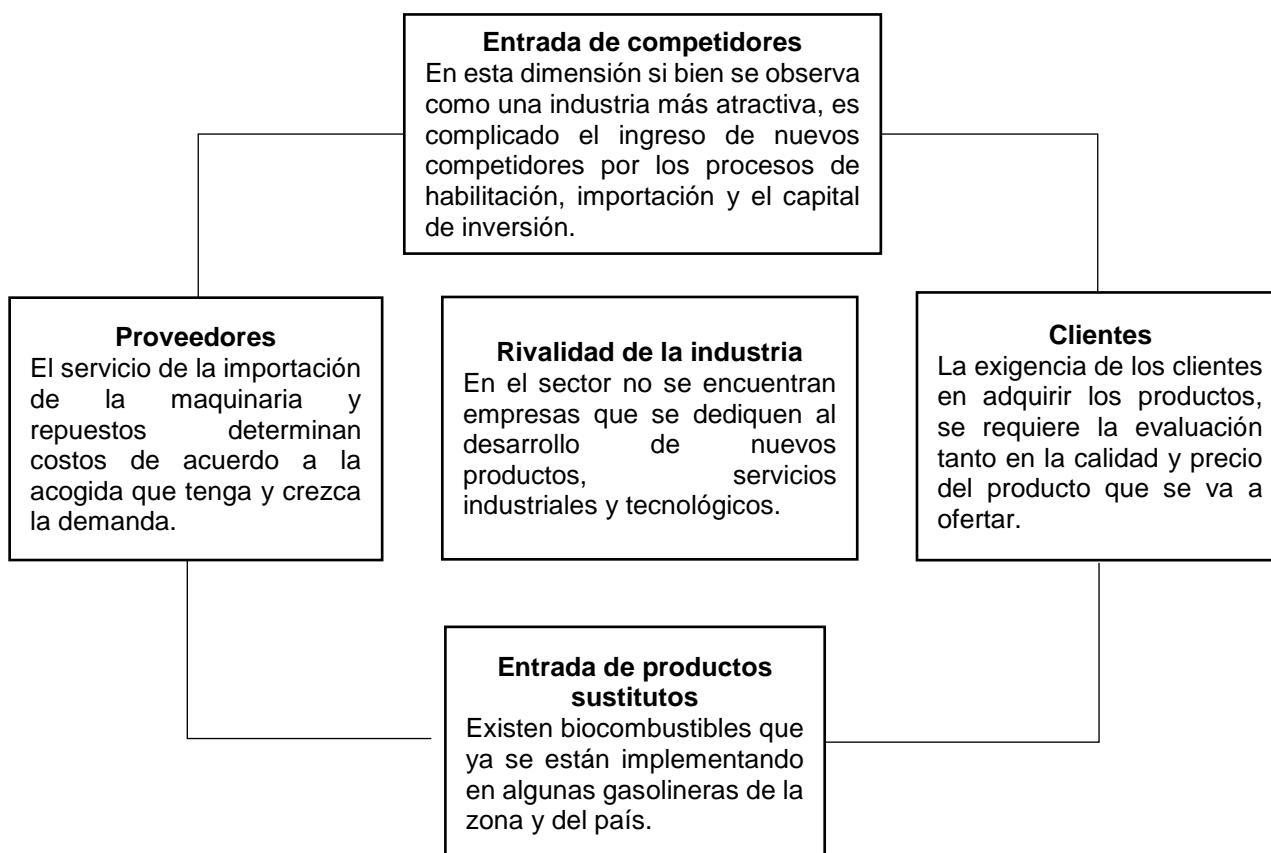 Entrada de competidores
En esta dimensión si bien se observa
como una industria más atractiva, es
complicado el ingreso de nuevos
competidores por los procesos de
habilitación, importación y el capital
de inversión.
Proveedores
El servicio de la importación
de la maquinaria y
repuestos determinan
costos de acuerdo a la
acogida que tenga y crezca
la demanda.
Rivalidad de la industria
En el sector no se encuentran
empresas que se dediquen al
desarrollo de nuevos
productos, servicios
industriales y tecnológicos.
Clientes
La exigencia de los clientes
en adquirir los productos,
se requiere la evaluación
tanto en la calidad y precio
del producto que se va a
ofertar.
Entrada de productos
sustitutos
Existen biocombustibles que
ya se están implementando
en algunas gasolineras de la
zona y del país.